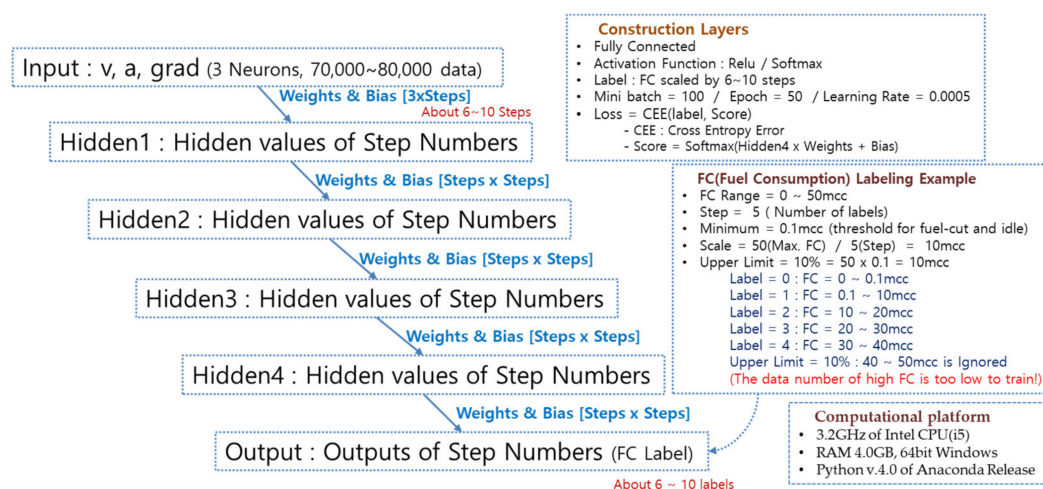 Input : v, a, grad (3 Neurons, 70,000~80,000 data)
Weights & Bias [3xSteps]
About 6~10 Steps
Hidden1 : Hidden values of Step Numbers
Weights & Bias [Steps x Steps]
Hidden2 : Hidden values of Step Numbers
Weights & Bias [Steps x Steps]
Hidden3 : Hidden values of Step Numbers
Weights & Bias [Steps x Steps]
Hidden4 : Hidden values of Step Numbers
Weights & Bias [Steps x Steps]
Output : Outputs of Step Numbers (FC Label)
About 6 ~ 10 labels
Construction Layers
• Fully Connected
• Activation Function : Relu / Softmax
• Label : FC scaled by 6~10 steps
• Mini batch = 100 / Epoch = 50 / Learning Rate = 0.0005
• Loss = CEE(label, Score)
- CEE : Cross Entropy Error
- Score = Softmax(Hidden4 x Weights + Bias)
FC(Fuel Consumption) Labeling Example
• FC Range = 0 ~ 50mcc
• Step = 5 ( Number of labels)
• Minimum = 0.1mcc (threshold for fuel-cut and idle)
• Scale = 50(Max. FC) / 5(Step) = 10mcc
• Upper Limit = 10% = 50 x 0.1 = 10mcc
Label = 0 : FC = 0 ~ 0.1mcc
Label = 1 : FC = 0.1 ~ 10mcc
Label = 2 : FC = 10 ~ 20mcc
Label = 3 : FC = 20 ~ 30mcc
Label = 4 : FC = 30 ~ 40mcc
Upper Limit = 10% : 40 ~ 50mcc is Ignored
(The data number of high FC is too low to train!)
Computational platform
• 3.2GHz of Intel CPU(i5)
• RAM 4.0GB, 64bit Windows
• Python v.4.0 of Anaconda Release